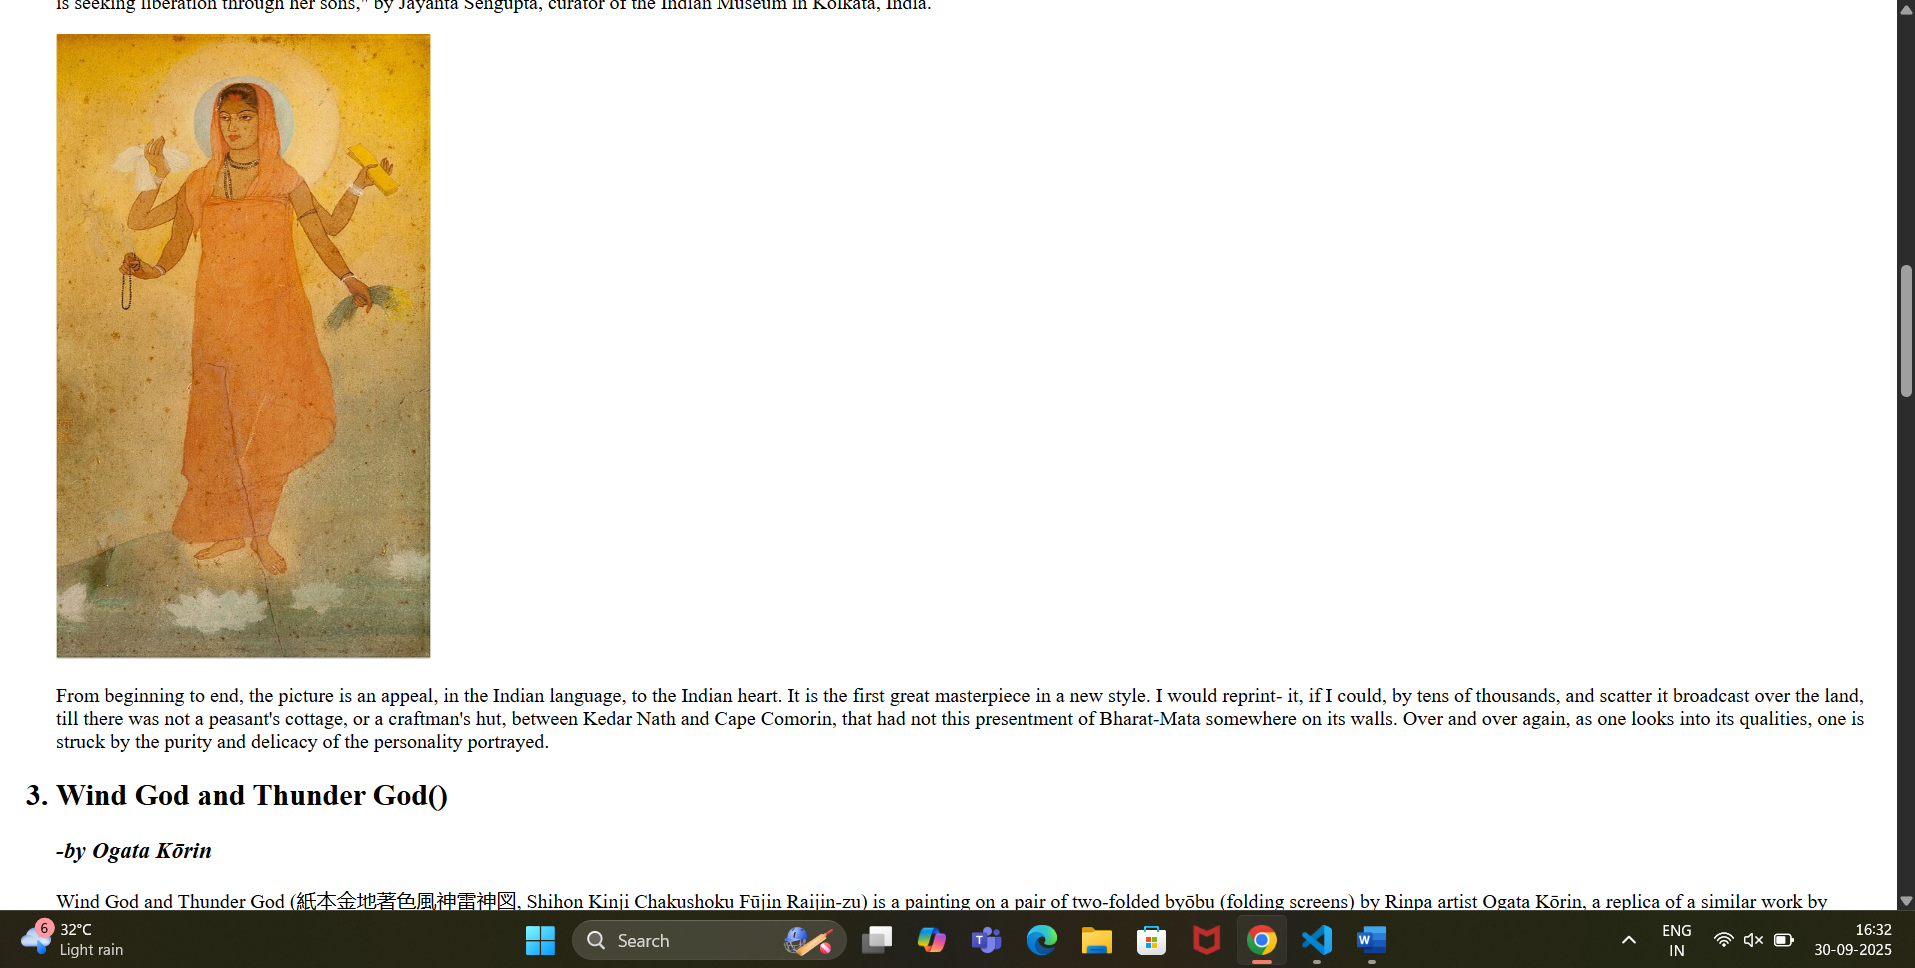 is seeking liberation through her sons," by Jayanta Sengupta, curator of the Indian Museum in Kolkata, India.
From beginning to end, the picture is an appeal, in the Indian language, to the Indian heart. It is the first great masterpiece in a new style. I would reprint- it, if I could, by tens of thousands, and scatter it broadcast over the land,
till there was not a peasant's cottage, or a craftman's hut, between Kedar Nath and Cape Comorin, that had not this presentment of Bharat-Mata somewhere on its walls. Over and over again, as one looks into its qualities, one is
struck by the purity and delicacy of the personality portrayed.
3. Wind God and Thunder God()
-by Ogata Kōrin
Wind God and Thunder God (紙本金地著色風神雷神図, Shihon Kinji Chakushoku Fūjin Raijin-zu) is a painting on a pair of two-folded byōbu (folding screens) by Rinpa artist Ogata Kōrin, a replica of a similar work by
6
32°C
Light rain
Search
T
W
ENG
IN
16:32
30-09-2025